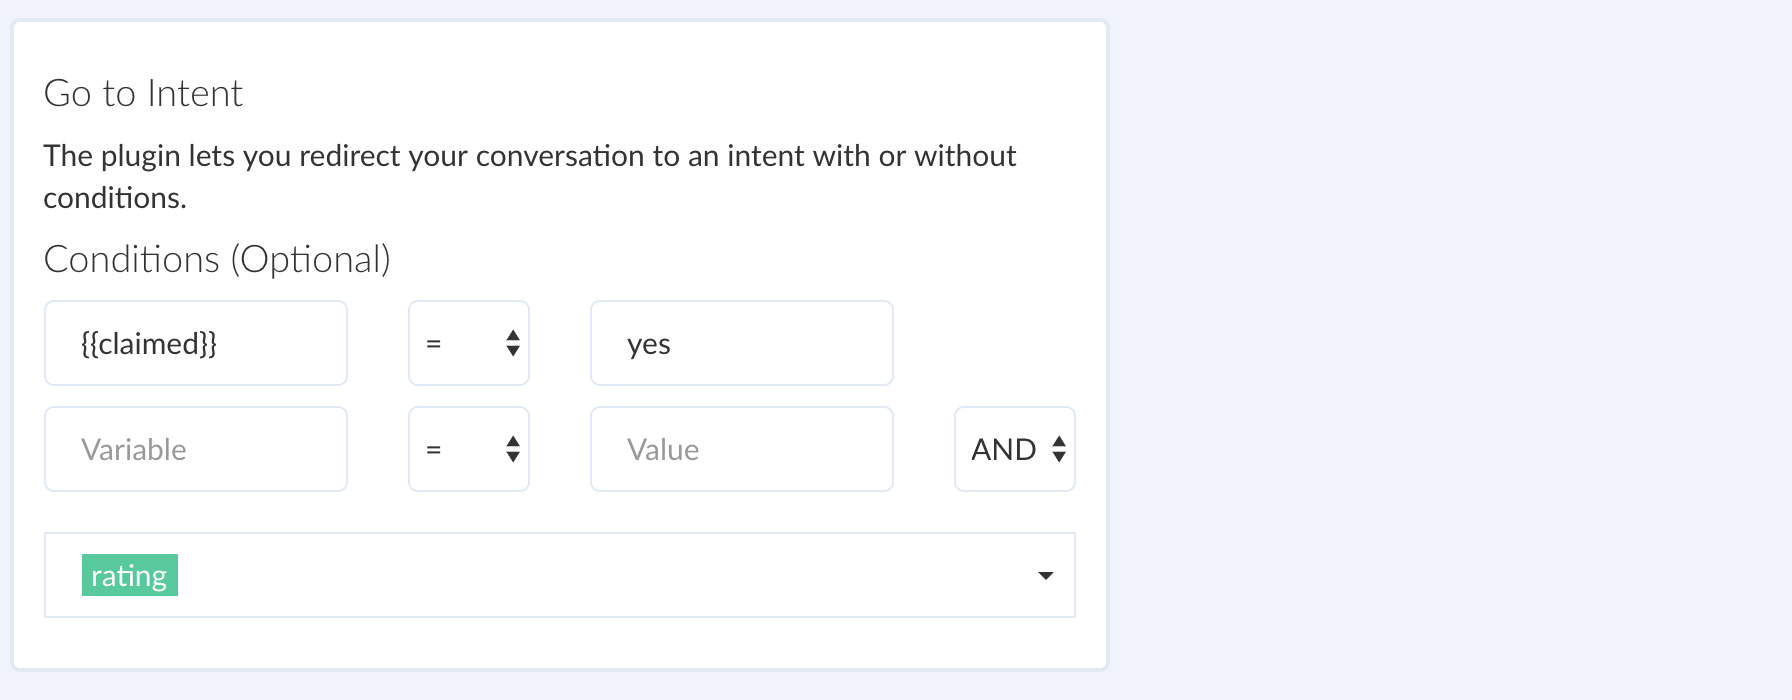 Go to Intent
The plugin lets you redirect your conversation to an intent with or without
conditions.
Conditions (Optional)
{{claimed}} = yes
Variable = Value AND
rating